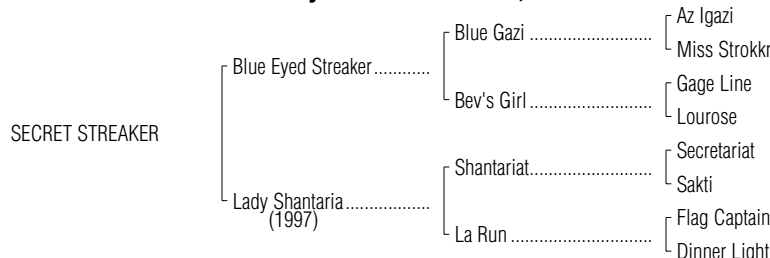 Az Igazi
Blue Gazi
Miss Strokkr
Blue Eyed Streaker
Gage Line
Bev's Girl
Lourose
SECRET STREAKER
Secretariat
Shantariat
Sakti
Lady Shantaria
(1997)
Flag Captain
La Run
Dinner Light